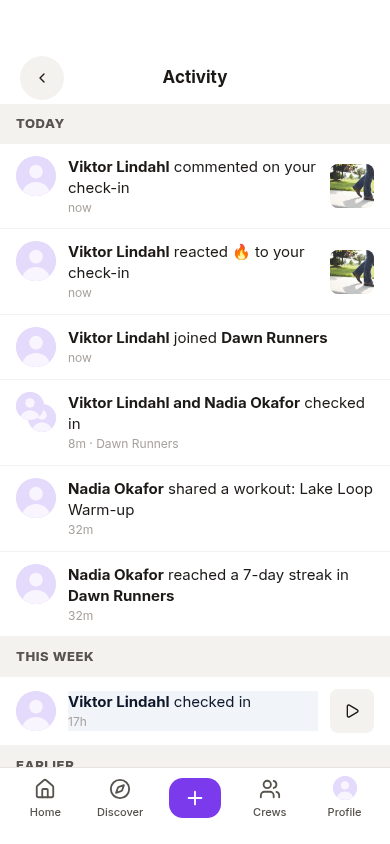 Activity
TODAY
Viktor Lindahl commented on your
check-in
now
Viktor Lindahl reacted 🔥 to your
check-in
now
Viktor Lindahl joined Dawn Runners
now
Viktor Lindahl and Nadia Okafor checked
in
8m · Dawn Runners
Nadia Okafor shared a workout: Lake Loop
Warm-up
32m
Nadia Okafor reached a 7-day streak in
Dawn Runners
32m
THIS WEEK
Viktor Lindahl checked in
17h
EARLIER
Home
Discover
Crews
Profile